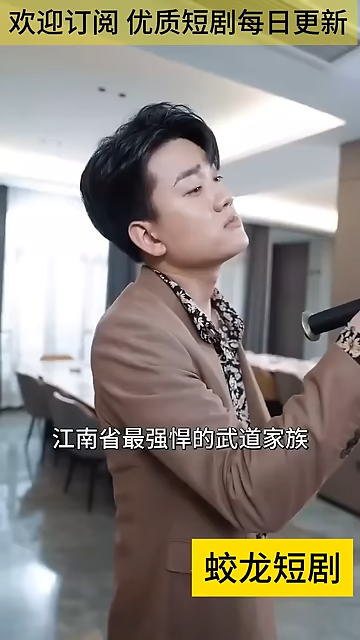 欢迎订阅 优质短剧每日更新
江南省最强悍的武道家族
蛟龙短剧